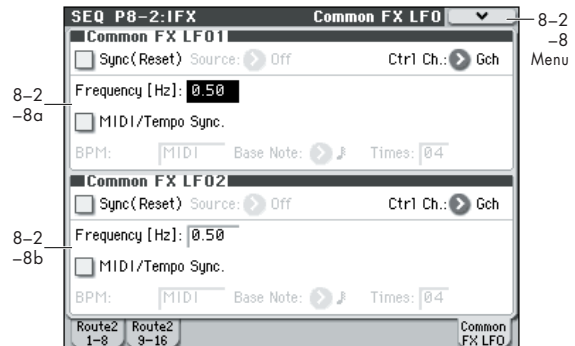 SEQ P8-2:IFX Common FX LFO
8-2
-8
Menu
Common FX LFO1
Sync(Reset) Source: Off Ctrl Ch.: Gch
8-2
-8a
Frequency [Hz]: 0.50
MIDI/Tempo Sync.
BPM: MIDI Base Note: ♪ Times: 04
Common FX LFO2
Sync(Reset) Source: Off Ctrl Ch.: Gch
8-2
-8b
Frequency [Hz]: 0.50
MIDI/Tempo Sync.
BPM: MIDI Base Note: ♪ Times: 04
Route2 1-8
Route2 9-16
Common FX LFO